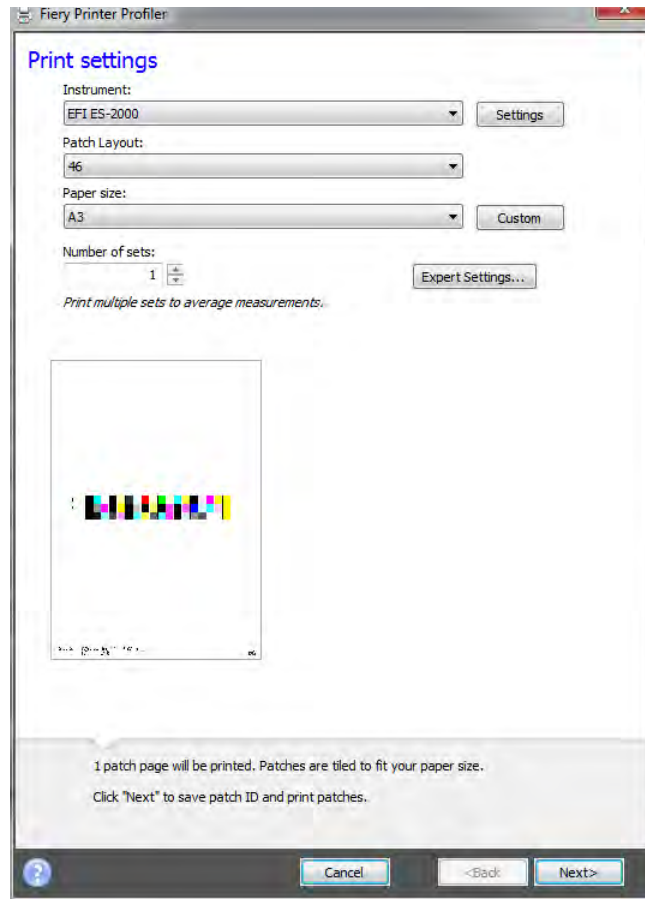 Fiery Printer Profiler
Print settings
Instrument:
EFI ES-2000
Settings
Patch Layout:
46
Paper size:
A3
Custom
Number of sets:
1
Expert Settings...
Print multiple sets to average measurements.
1 patch page will be printed. Patches are tiled to fit your paper size.
Click "Next" to save patch ID and print patches.
?
Cancel
<Back
Next>